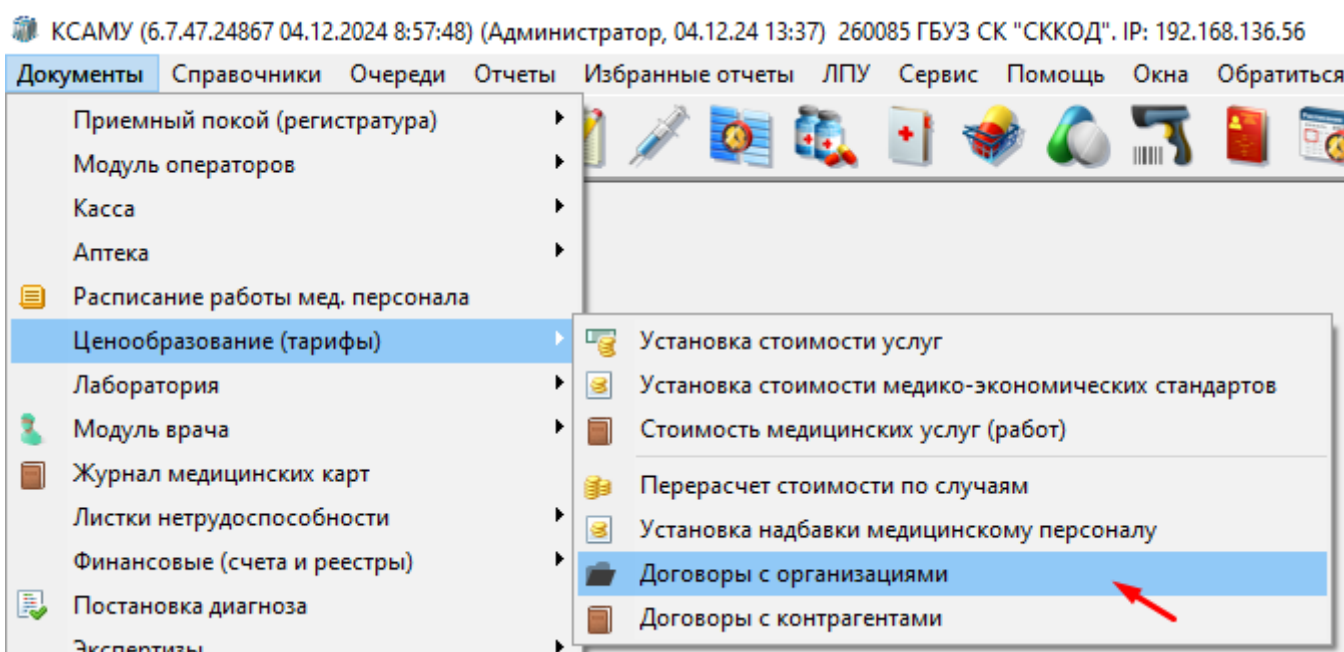 КСАМУ (6.7.47.24867 04.12.2024 8:57:48) (Администратор, 04.12.24 13:37) 260085 ГБУЗ СК "СККОД". IP: 192.168.136.56
Документы Справочники Очереди Отчеты Избранные отчеты ЛПУ Сервис Помощь Окна Обратиться
Приемный покой (регистратура)
Модуль операторов
Касса
Аптека
Расписание работы мед. персонала
Ценообразование (тарифы)
Лаборатория
Модуль врача
Журнал медицинских карт
Листки нетрудоспособности
Финансовые (счета и реестры)
Постановка диагноза
Экспертизы
Установка стоимости услуг
Установка стоимости медико-экономических стандартов
Стоимость медицинских услуг (работ)
Перерасчет стоимости по случаям
Установка надбавки медицинскому персоналу
Договоры с организациями
Договоры с контрагентами